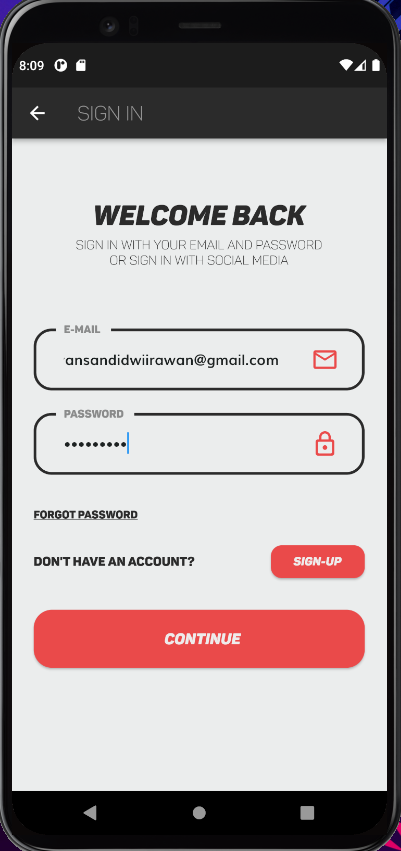 8:09
SIGN IN
WELCOME BACK
SIGN IN WITH YOUR EMAIL AND PASSWORD
OR SIGN IN WITH SOCIAL MEDIA
E-MAIL
ansandidwiirawan@gmail.com
PASSWORD
•••••••••
FORGOT PASSWORD
DON'T HAVE AN ACCOUNT?
SIGN-UP
CONTINUE